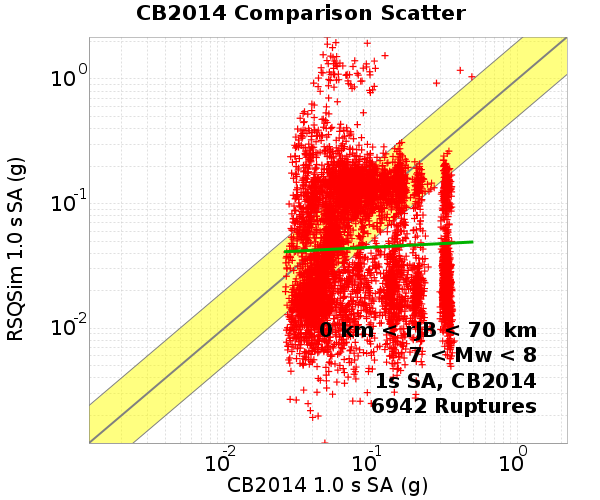 CB2014 Comparison Scatter
RSQSim 1.0 s SA (g)
10^0
10^-1
10^-2
0 km < rJB < 70 km
7 < Mw < 8
1s SA, CB2014
6942 Ruptures
10^-2 10^-1 10^0
CB2014 1.0 s SA (g)